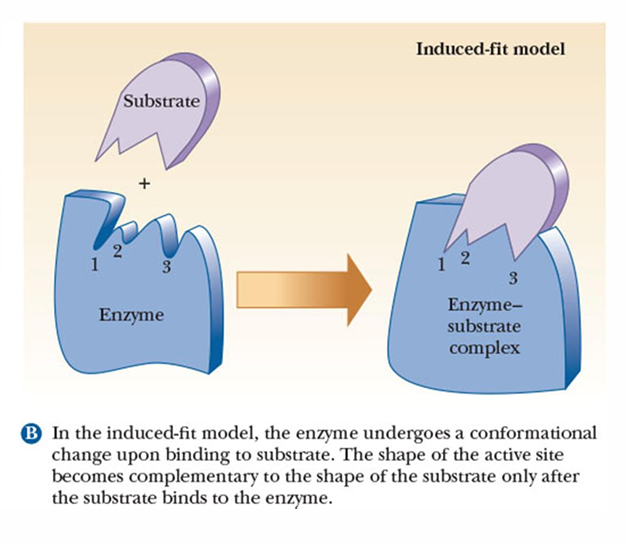 Induced-fit model
Substrate
+
1
2
3
Enzyme
1
2
3
Enzyme–
substrate
complex
B In the induced-fit model, the enzyme undergoes a conformational
change upon binding to substrate. The shape of the active site
becomes complementary to the shape of the substrate only after
the substrate binds to the enzyme.